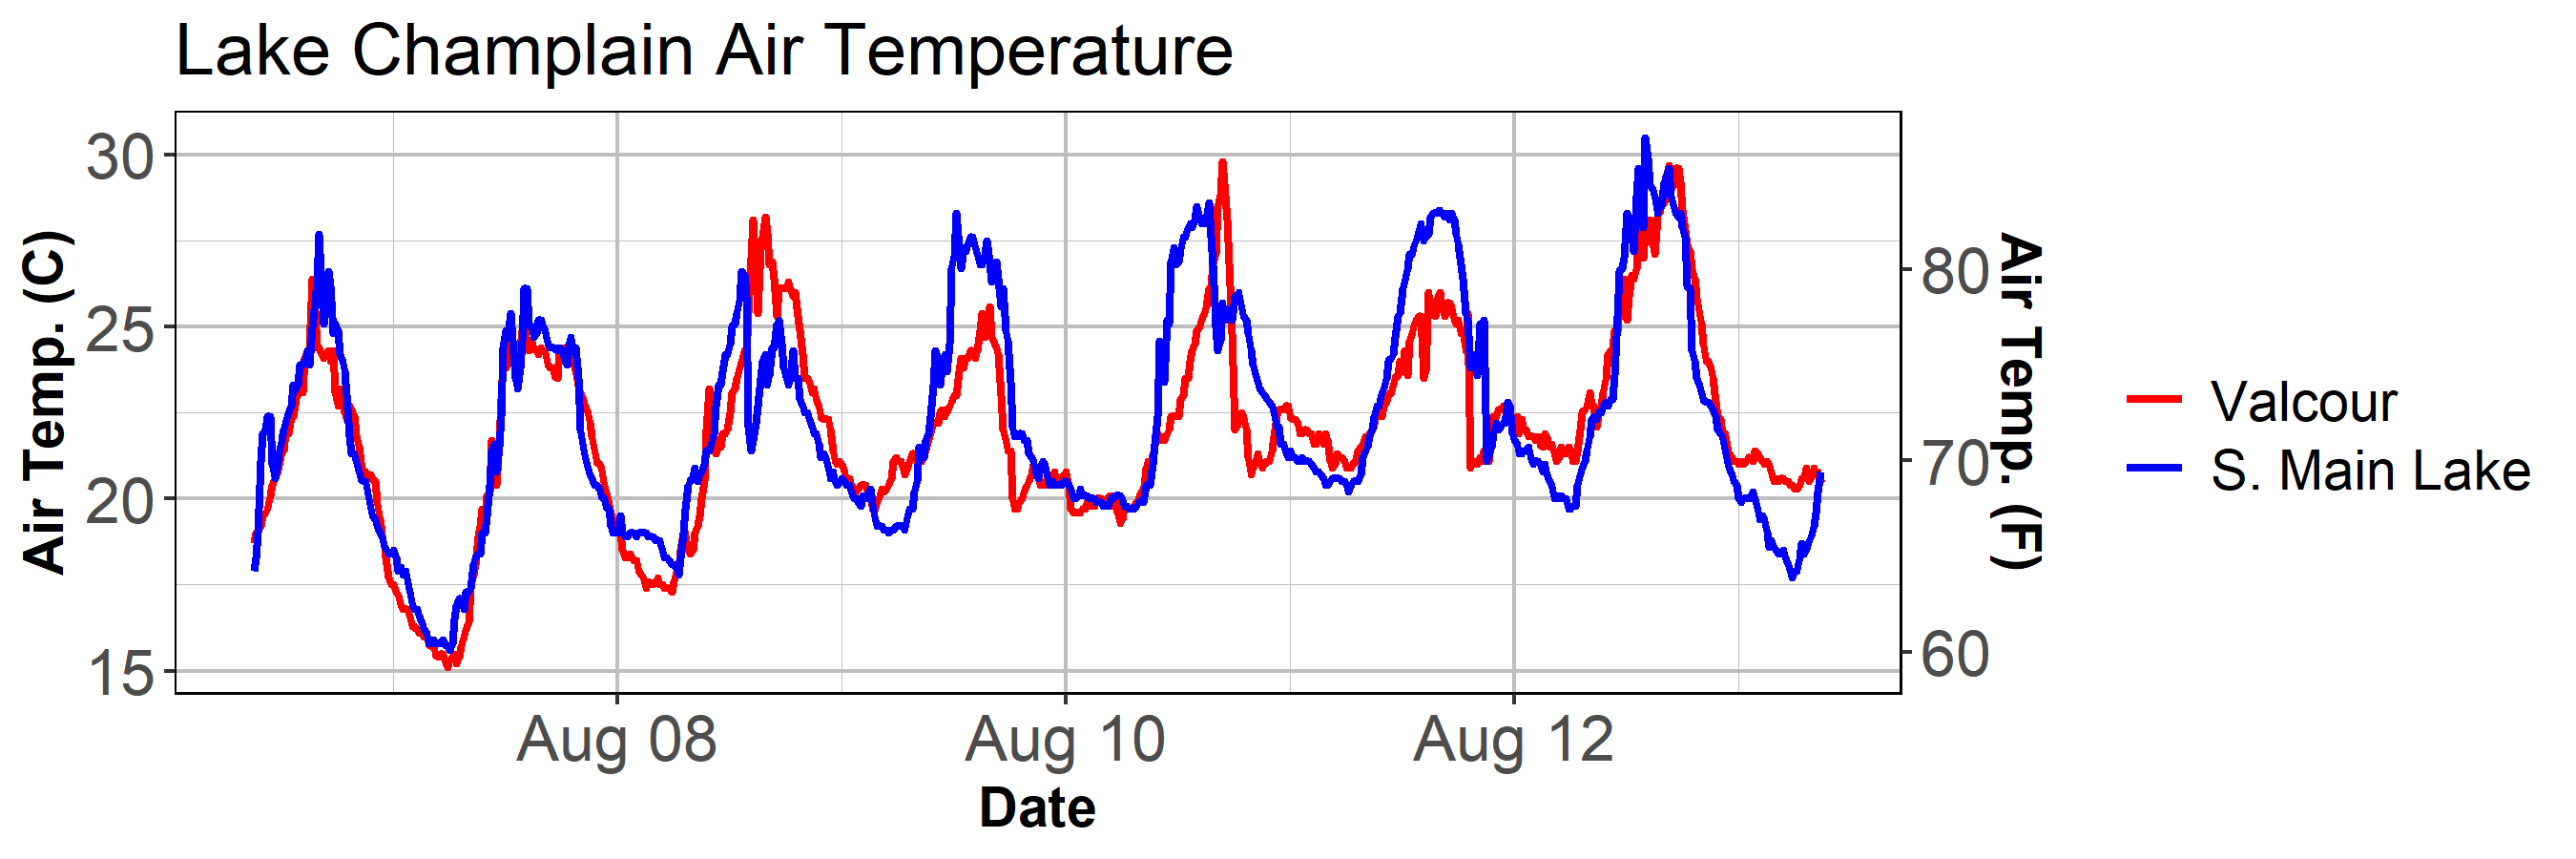 Lake Champlain Air Temperature
Air Temp. (C)
30
25
20
15
Aug 08
Aug 10
Aug 12
Date
80
70
60
Air Temp. (F)
Valcour
S. Main Lake